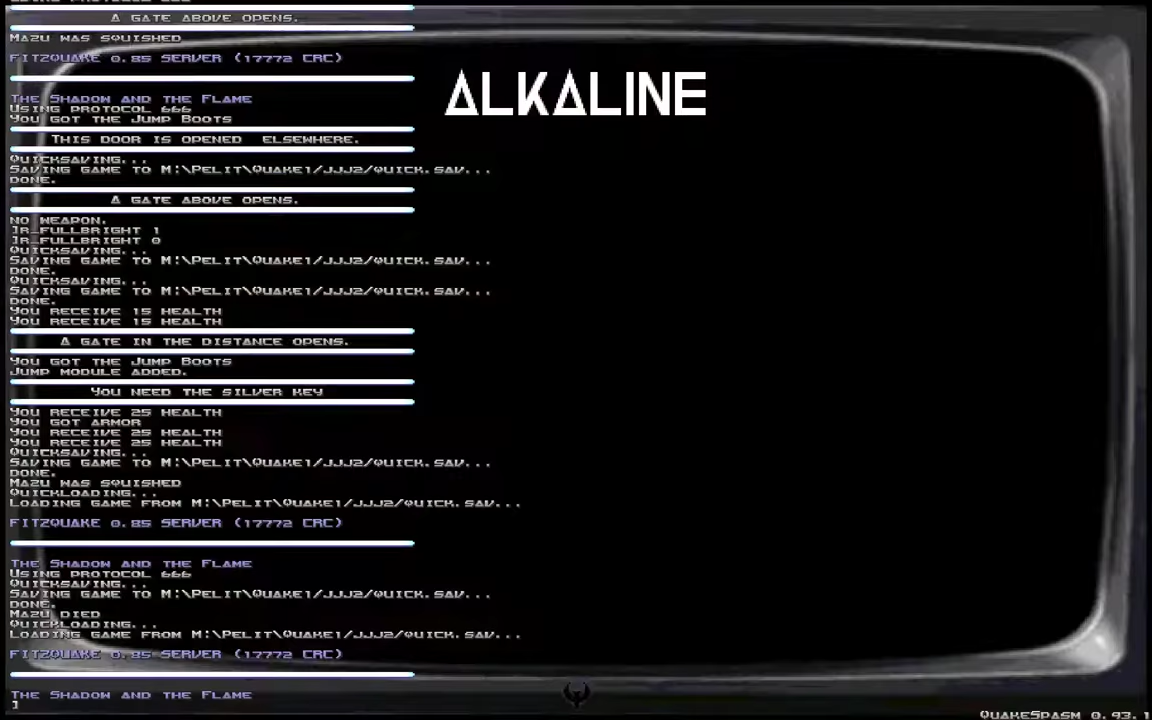 A GATE ABOVE OPENS.
MAZU WAS SQUISHED
FITZQUAKE 0.85 SERVER (17772 CRC)
THE SHADOW AND THE FLAME
USING PROTOCOL 666
YOU GOT THE JUMP BOOTS
THIS DOOR IS OPENED ELSEWHERE.
QUICKSAVING...
SAVING GAME TO M:\PELIT\QUAKE1/JJJ2/QUICK.SAV...
DONE.
A GATE ABOVE OPENS.
NO WEAPON.
]R_FULLBRIGHT 1
]R_FULLBRIGHT 0
QUICKSAVING...
SAVING GAME TO M:\PELIT\QUAKE1/JJJ2/QUICK.SAV...
DONE.
QUICKSAVING...
SAVING GAME TO M:\PELIT\QUAKE1/JJJ2/QUICK.SAV...
DONE.
YOU RECEIVE 15 HEALTH
YOU RECEIVE 15 HEALTH
A GATE IN THE DISTANCE OPENS.
YOU GOT THE JUMP BOOTS
JUMP MODULE ADDED.
YOU NEED THE SILVER KEY
YOU RECEIVE 25 HEALTH
YOU GOT ARMOR
YOU RECEIVE 25 HEALTH
YOU RECEIVE 25 HEALTH
QUICKSAVING...
SAVING GAME TO M:\PELIT\QUAKE1/JJJ2/QUICK.SAV...
DONE.
MAZU WAS SQUISHED
QUICKLOADING...
LOADING GAME FROM M:\PELIT\QUAKE1/JJJ2/QUICK.SAV...
FITZQUAKE 0.85 SERVER (17772 CRC)
THE SHADOW AND THE FLAME
USING PROTOCOL 666
QUICKSAVING...
SAVING GAME TO M:\PELIT\QUAKE1/JJJ2/QUICK.SAV...
DONE.
MAZU DIED
QUICKLOADING...
LOADING GAME FROM M:\PELIT\QUAKE1/JJJ2/QUICK.SAV...
FITZQUAKE 0.85 SERVER (17772 CRC)
THE SHADOW AND THE FLAME
]
ALKALINE
QUAKESPASM 0.93.1